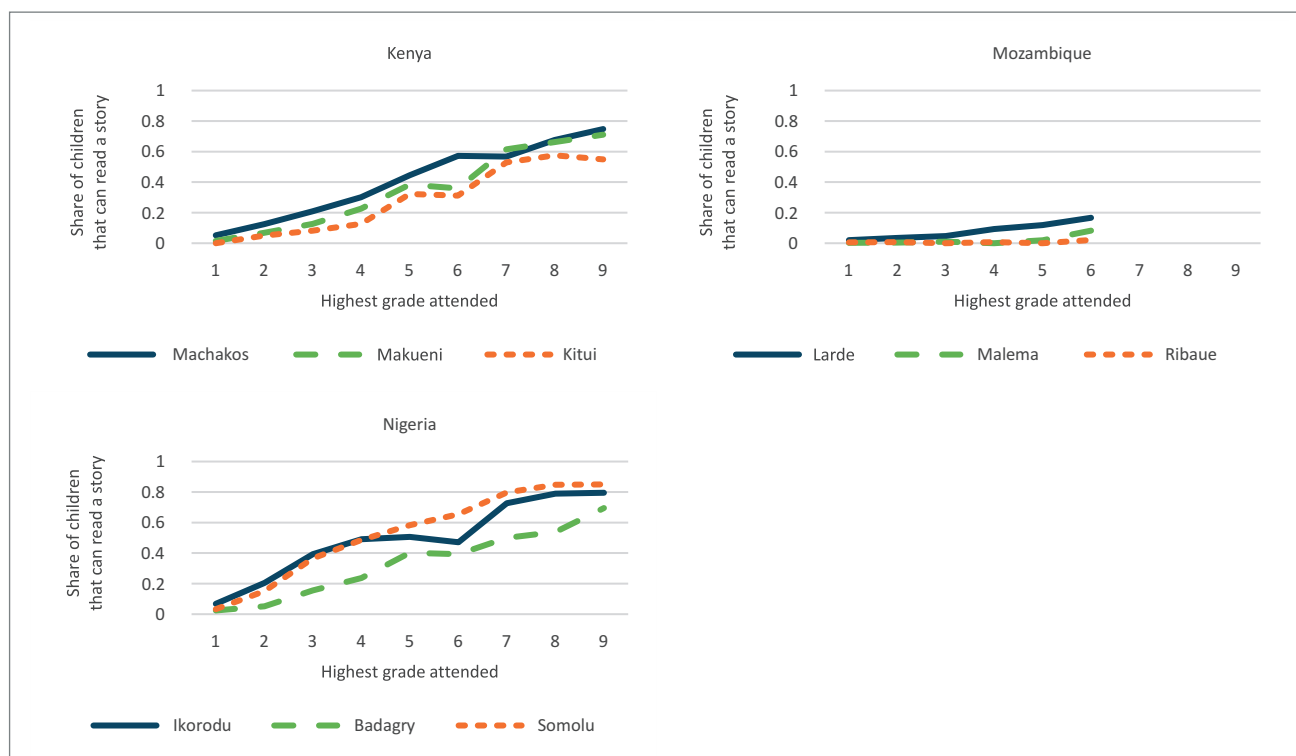 Kenya
Share of children
that can read a story
1
0.8
0.6
0.4
0.2
0
1 2 3 4 5 6 7 8 9
Highest grade attended
Machakos Makueni Kitui
Mozambique
Share of children
that can read a story
1
0.8
0.6
0.4
0.2
0
1 2 3 4 5 6 7 8 9
Highest grade attended
Larde Malema Ribaue
Nigeria
Share of children
that can read a story
1
0.8
0.6
0.4
0.2
0
1 2 3 4 5 6 7 8 9
Highest grade attended
Ikorodu Badagry Somolu